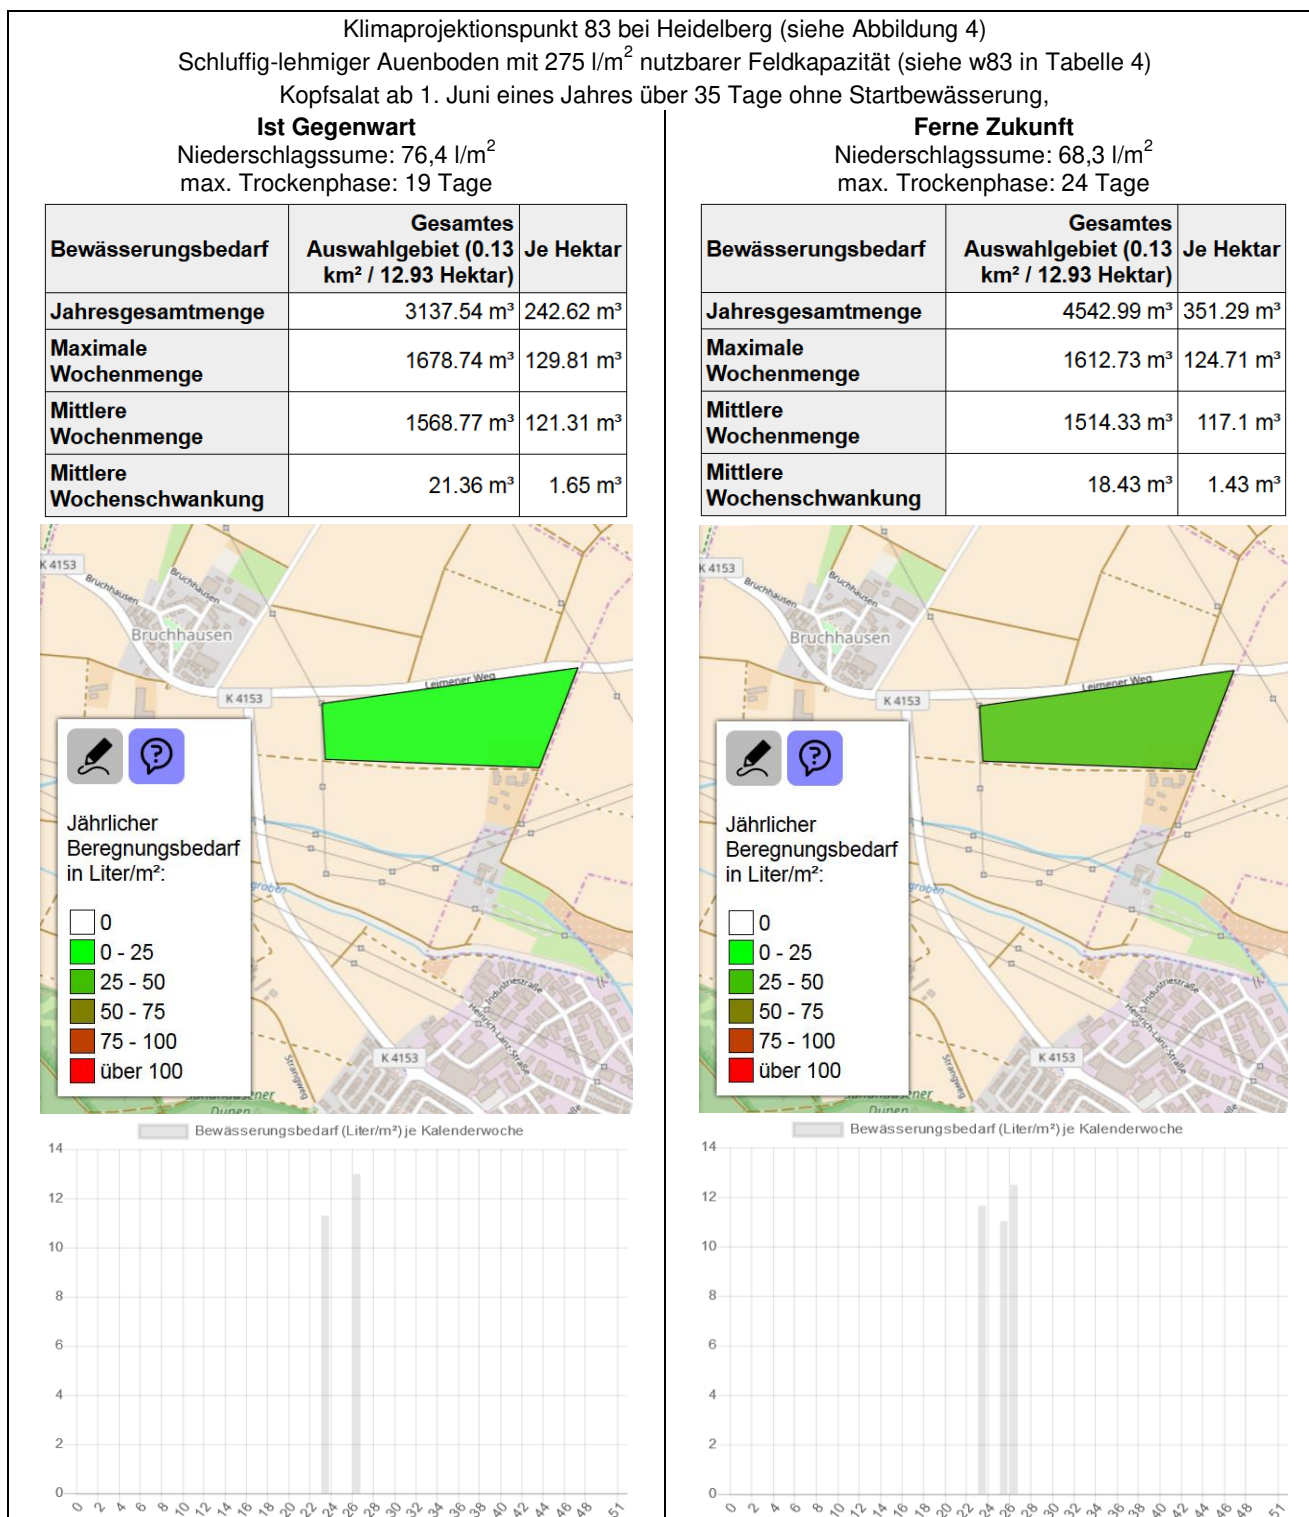 Klimaprojektionspunkt 83 bei Heidelberg (siehe Abbildung 4)
Schluffig-lehmiger Auenboden mit 275 l/m² nutzbarer Feldkapazität (siehe w83 in Tabelle 4)
Kopfsalat ab 1. Juni eines Jahres über 35 Tage ohne Startbewässerung,
Ist Gegenwart
Niederschlagssume: 76,4 l/m²
max. Trockenphase: 19 Tage
Bewässerungsbedarf
Gesamtes
Auswahlgebiet (0.13
km² / 12.93 Hektar)
Je Hektar
Jahresgesamtmenge 3137.54 m³ 242.62 m³
Maximale
Wochenmenge 1678.74 m³ 129.81 m³
Mittlere
Wochenmenge 1568.77 m³ 121.31 m³
Mittlere
Wochenschwankung 21.36 m³ 1.65 m³
K 4153
Bruchhausen
Bruchhausen
Bruchhausen
Leimener Weg
K 4153
Jährlicher
Beregnungsbedarf
in Liter/m²:
0
0 - 25
25 - 50
50 - 75
75 - 100
über 100
groben
Industriestraße
Heinrich-Lanz-Straße
K 4153
Strangweg
Dünen
Bewässerungsbedarf (Liter/m²) je Kalenderwoche
14
12
10
8
6
4
2
0
0 2 4 6 8 10 12 14 16 18 20 22 24 26 28 30 32 34 36 38 40 42 44 46 48 51
Ferne Zukunft
Niederschlagssume: 68,3 l/m²
max. Trockenphase: 24 Tage
Bewässerungsbedarf
Gesamtes
Auswahlgebiet (0.13
km² / 12.93 Hektar)
Je Hektar
Jahresgesamtmenge 4542.99 m³ 351.29 m³
Maximale
Wochenmenge 1612.73 m³ 124.71 m³
Mittlere
Wochenmenge 1514.33 m³ 117.1 m³
Mittlere
Wochenschwankung 18.43 m³ 1.43 m³
K 4153
Bruchhausen
Bruchhausen
Bruchhausen
Leimener Weg
K 4153
Jährlicher
Beregnungsbedarf
in Liter/m²:
0
0 - 25
25 - 50
50 - 75
75 - 100
über 100
groben
Industriestraße
Heinrich-Lanz-Straße
K 4153
Strangweg
Dünen
Bewässerungsbedarf (Liter/m²) je Kalenderwoche
14
12
10
8
6
4
2
0
0 2 4 6 8 10 12 14 16 18 20 22 24 26 28 30 32 34 36 38 40 42 44 46 48 51